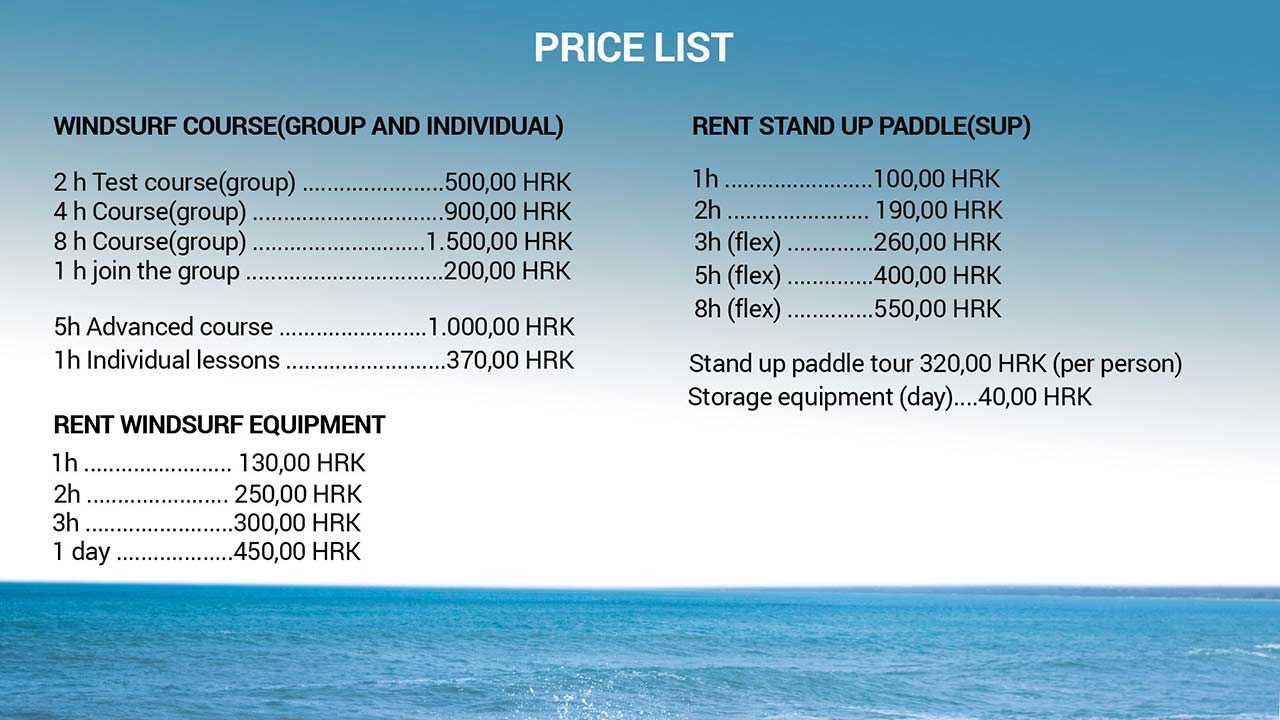 PRICE LIST
WINDSURF COURSE(GROUP AND INDIVIDUAL)
2 h Test course(group) .......................500,00 HRK
4 h Course(group) ...............................900,00 HRK
8 h Course(group) ............................1.500,00 HRK
1 h join the group ................................200,00 HRK
5h Advanced course ........................1.000,00 HRK
1h Individual lessons ..........................370,00 HRK
RENT WINDSURF EQUIPMENT
1h ........................ 130,00 HRK
2h ....................... 250,00 HRK
3h ........................300,00 HRK
1 day ...................450,00 HRK
RENT STAND UP PADDLE(SUP)
1h ........................100,00 HRK
2h ....................... 190,00 HRK
3h (flex) ..............260,00 HRK
5h (flex) ..............400,00 HRK
8h (flex) ..............550,00 HRK
Stand up paddle tour 320,00 HRK (per person)
Storage equipment (day)....40,00 HRK